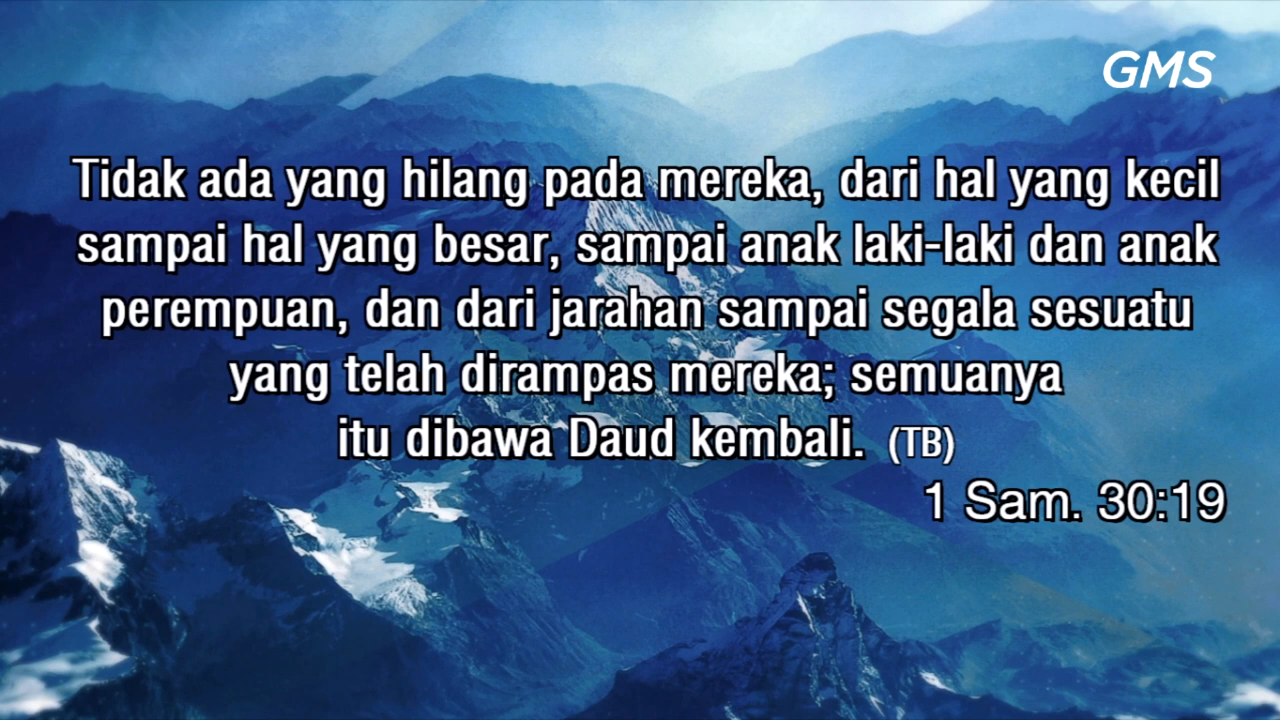 GMS
Tidak ada yang hilang pada mereka, dari hal yang kecil
sampai hal yang besar, sampai anak laki-laki dan anak
perempuan, dan dari jarahan sampai segala sesuatu
yang telah dirampas mereka; semuanya
itu dibawa Daud kembali. (TB)
1 Sam. 30:19